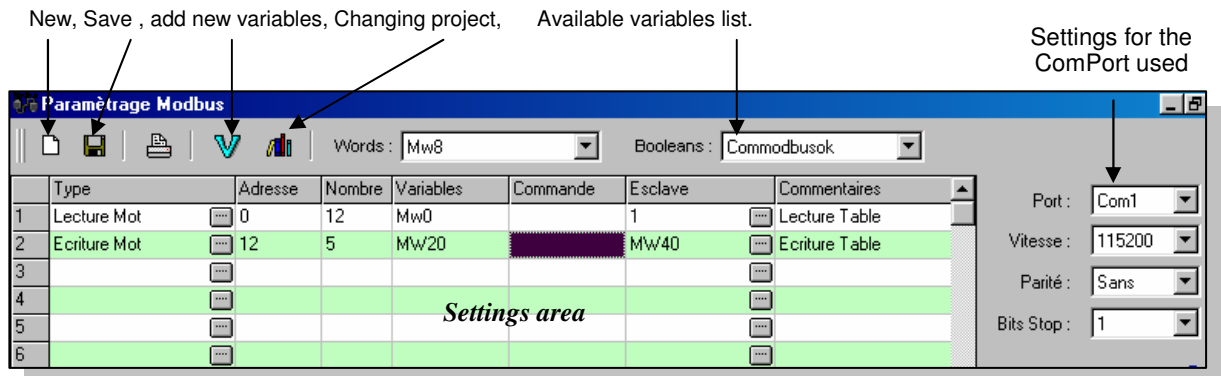 New, Save , add new variables, Changing project, Available variables list.
Settings for the
ComPort used
Paramètrage Modbus
Words : Mw8 Booleans : Commodbusok
Type Adresse Nombre Variables Commande Esclave Commentaires
1 Lecture Mot 0 12 Mw0 1 Lecture Table
2 Ecriture Mot 12 5 MW20 MW40 Ecriture Table
3
4
5
6
Settings area
Port : Com1
Vitesse : 115200
Parité : Sans
Bits Stop : 1